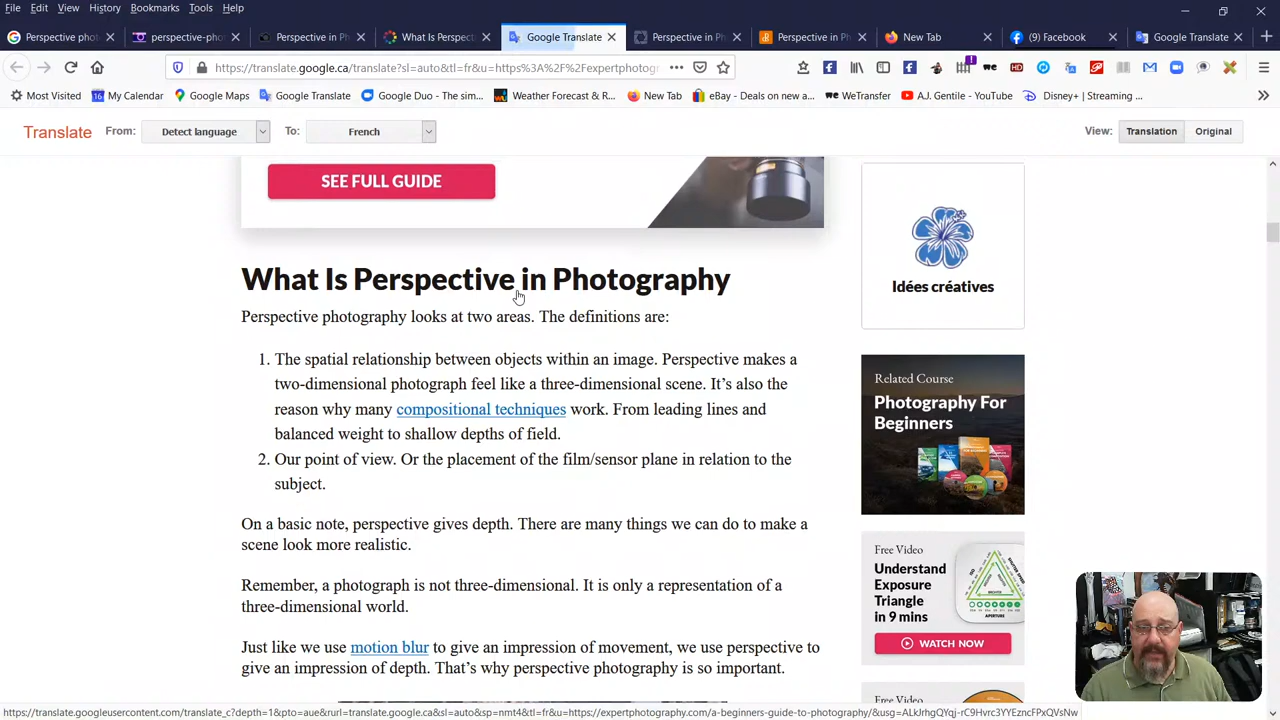 File Edit View History Bookmarks Tools Help
Perspective pho
perspective-pho
Perspective in Ph
What Is Perspect
Google Translate
Perspective in Ph
Perspective in Ph
New Tab
(9) Facebook
Google Translate
https://translate.google.ca/translate?sl=auto&tl=fr&u=https%3A%2F%2Fexpertphotog
Most Visited
My Calendar
Google Maps
Google Translate
Google Duo - The sim...
Weather Forecast & R...
New Tab
eBay - Deals on new a...
WeTransfer
A.J. Gentile - YouTube
Disney+ | Streaming ...
Translate
From:
Detect language
To:
French
View:
Translation
Original
SEE FULL GUIDE
What Is Perspective in Photography
Perspective photography looks at two areas. The definitions are:
1. The spatial relationship between objects within an image. Perspective makes a
two-dimensional photograph feel like a three-dimensional scene. It's also the
reason why many compositional techniques work. From leading lines and
balanced weight to shallow depths of field.
2. Our point of view. Or the placement of the film/sensor plane in relation to the
subject.
On a basic note, perspective gives depth. There are many things we can do to make a
scene look more realistic.
Remember, a photograph is not three-dimensional. It is only a representation of a
three-dimensional world.
Just like we use motion blur to give an impression of movement, we use perspective to
give an impression of depth. That's why perspective photography is so important.
Idées créatives
Related Course
Photography For
Beginners
Free Video
Understand
Exposure
Triangle
in 9 mins
APERTURE
WATCH NOW
Free Video